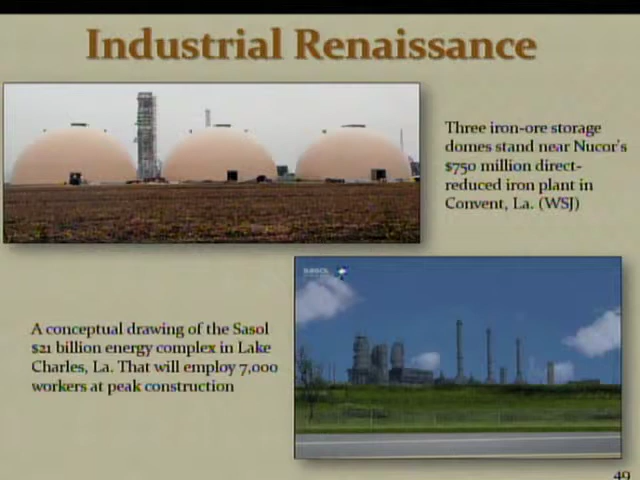 Industrial Renaissance
Three iron-ore storage
domes stand near Nucor's
$750 million direct-
reduced iron plant in
Convent, La. (WSJ)
SASOL
A conceptual drawing of the Sasol
$21 billion energy complex in Lake
Charles, La. That will employ 7,000
workers at peak construction
49